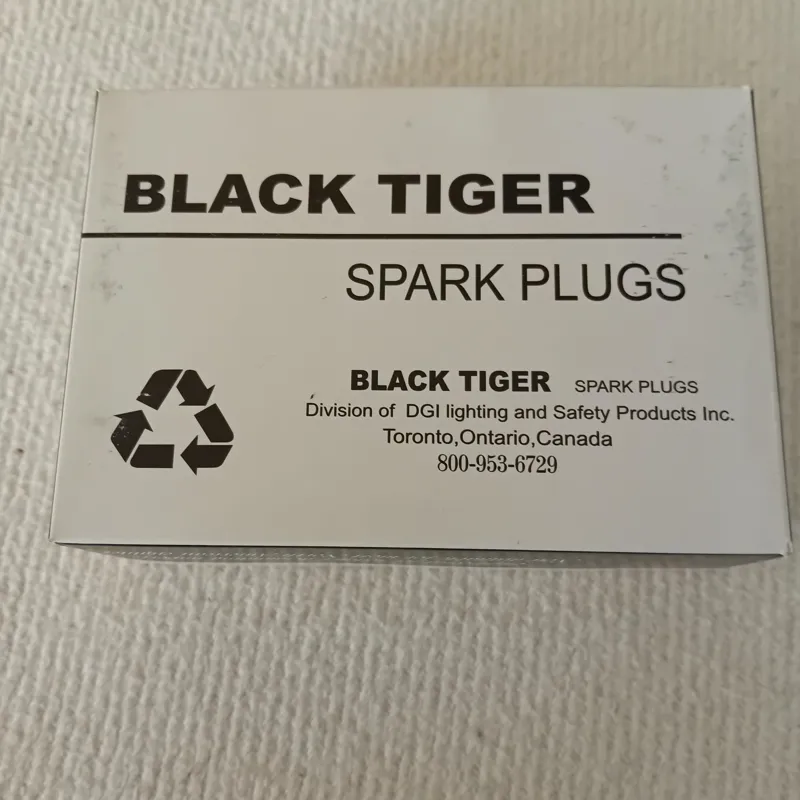 BLACK TIGER
SPARK PLUGS
BLACK TIGER SPARK PLUGS
Division of DGI lighting and Safety Products Inc.
Toronto,Ontario,Canada
800-953-6729